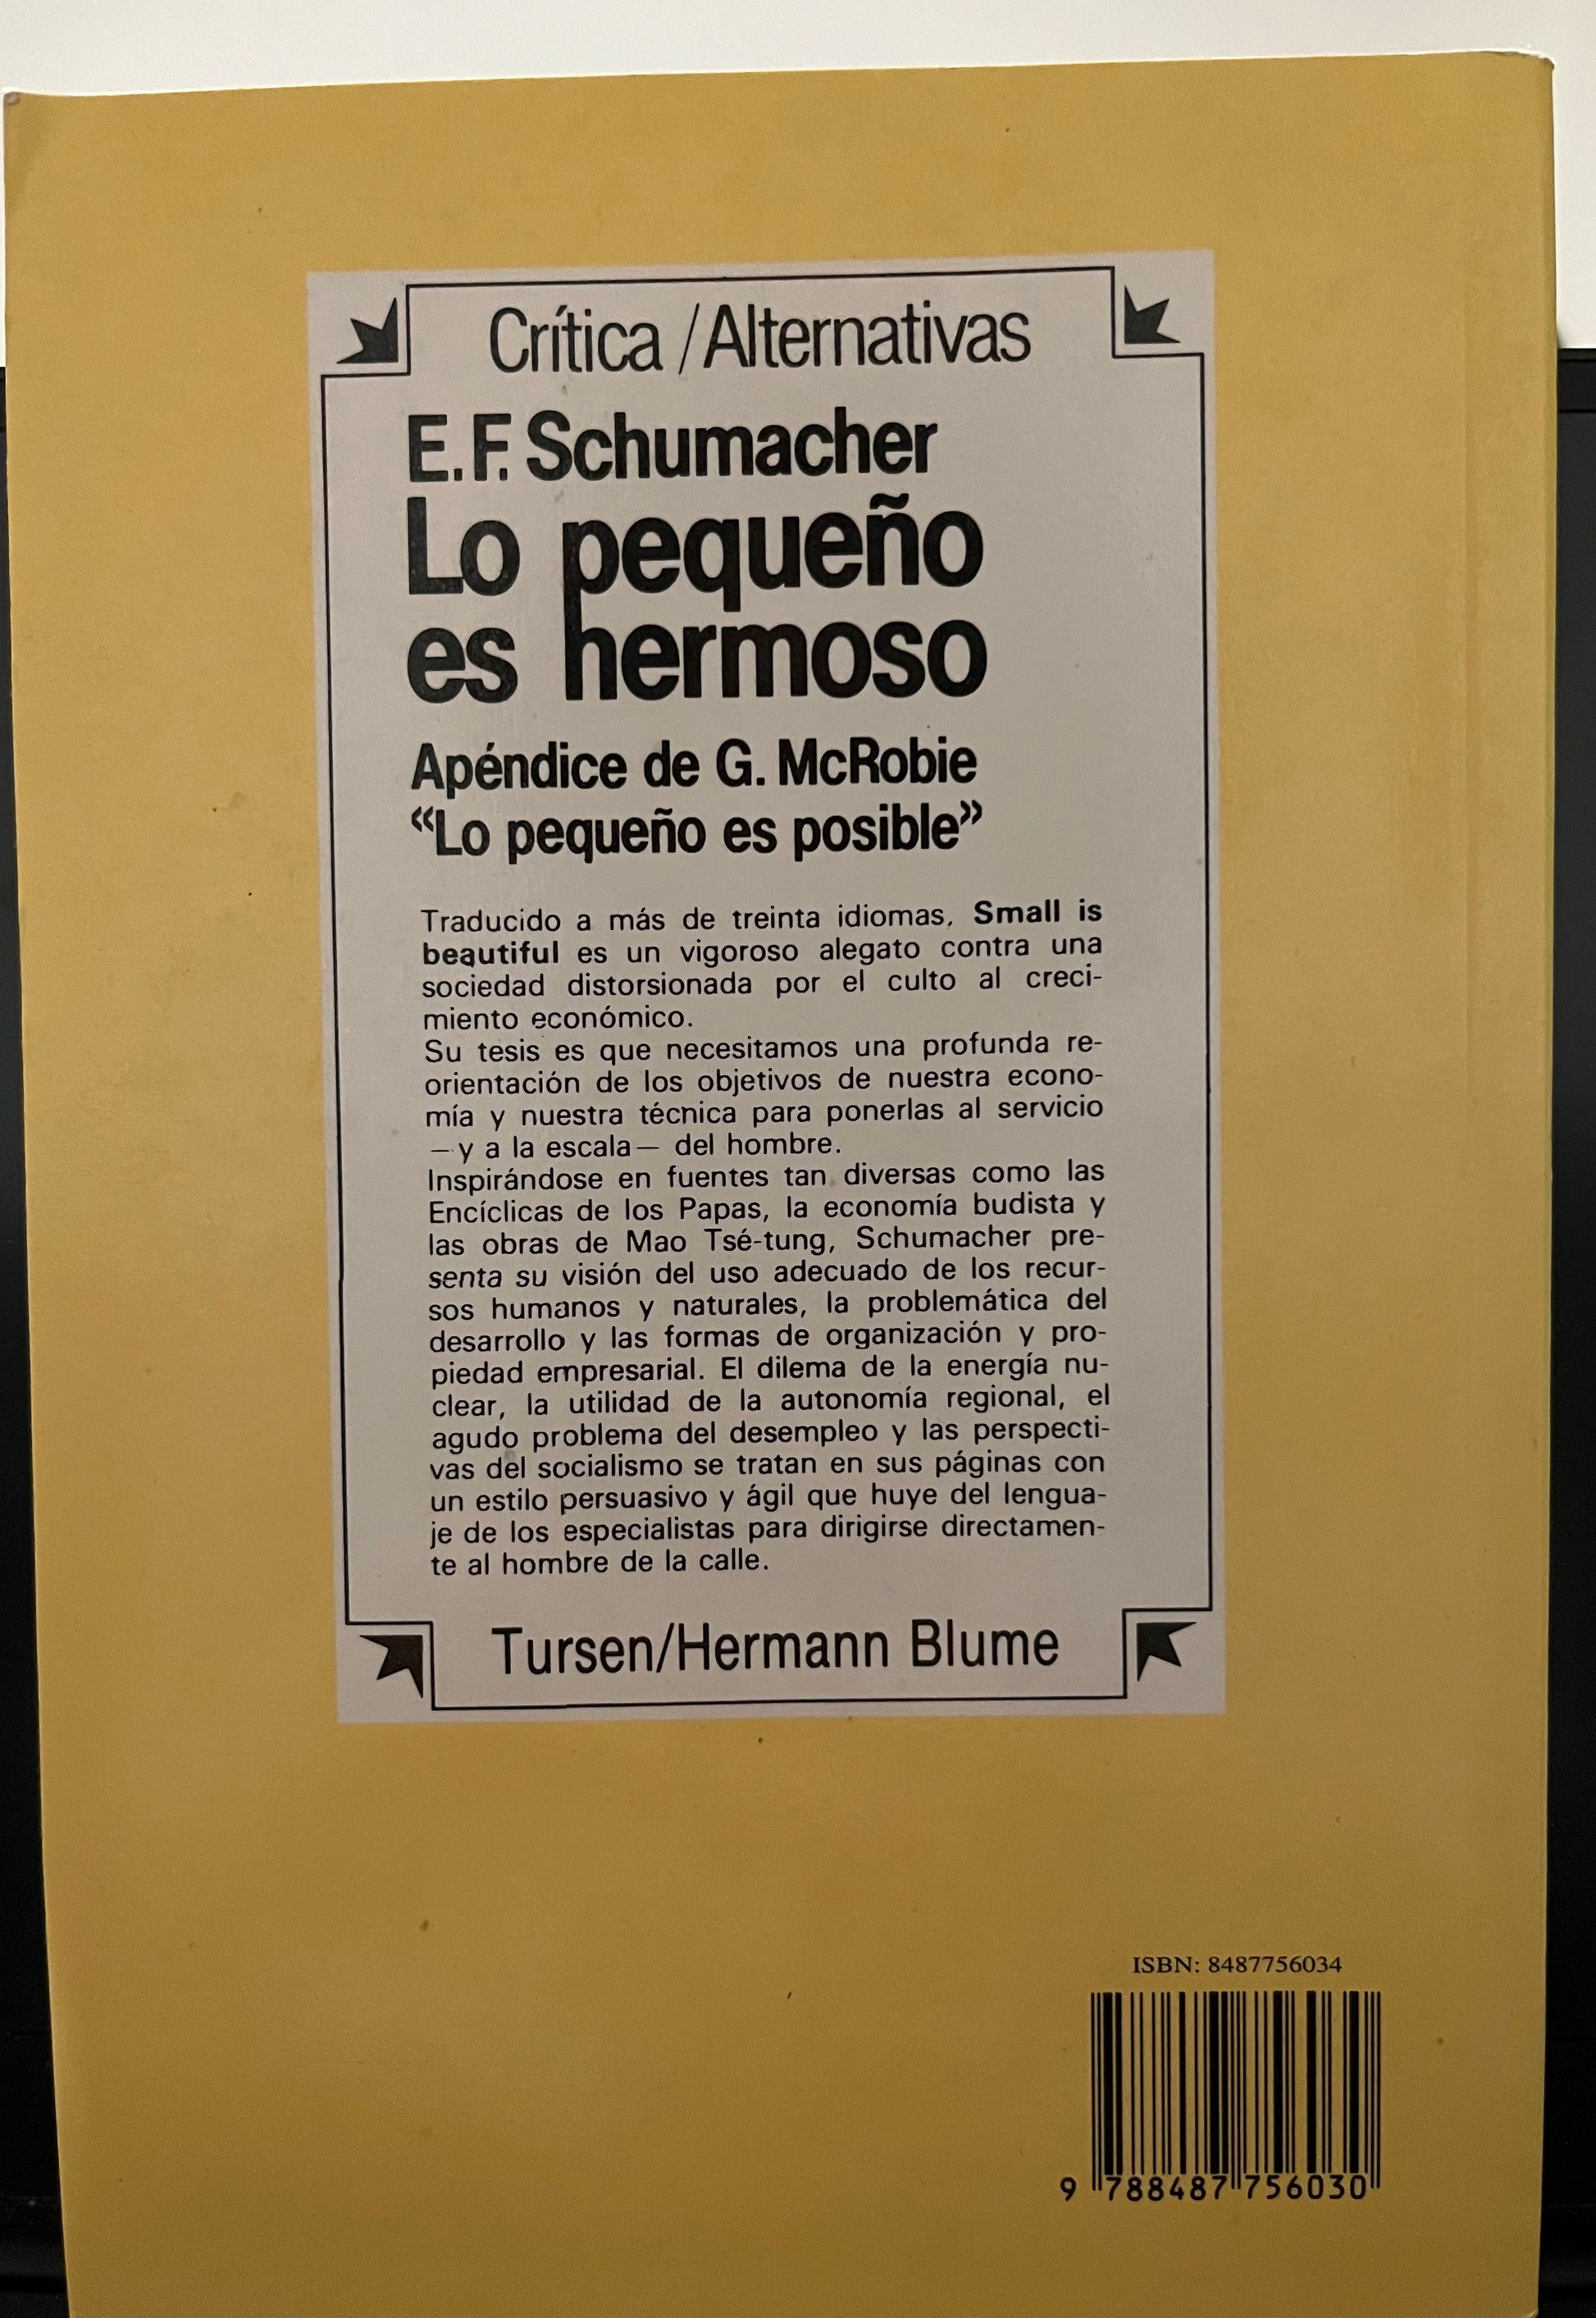 Crítica /Alternativas
E.F. Schumacher
Lo pequeño
es hermoso
Apéndice de G. McRobie
“Lo pequeño es posible”
Traducido a más de treinta idiomas, Small is
beautiful es un vigoroso alegato contra una
sociedad distorsionada por el culto al creci-
miento económico.
Su tesis es que necesitamos una profunda re-
orientación de los objetivos de nuestra econo-
mía y nuestra técnica para ponerlas al servicio
—y a la escala— del hombre.
Inspirándose en fuentes tan diversas como las
Encíclicas de los Papas, la economía budista y
las obras de Mao Tsé-tung, Schumacher pre-
senta su visión del uso adecuado de los recur-
sos humanos y naturales, la problemática del
desarrollo y las formas de organización y pro-
piedad empresarial. El dilema de la energía nu-
clear, la utilidad de la autonomía regional, el
agudo problema del desempleo y las perspecti-
vas del socialismo se tratan en sus páginas con
un estilo persuasivo y ágil que huye del lengua-
je de los especialistas para dirigirse directamen-
te al hombre de la calle.
Tursen/Hermann Blume
ISBN: 8487756034
9 788487 756030